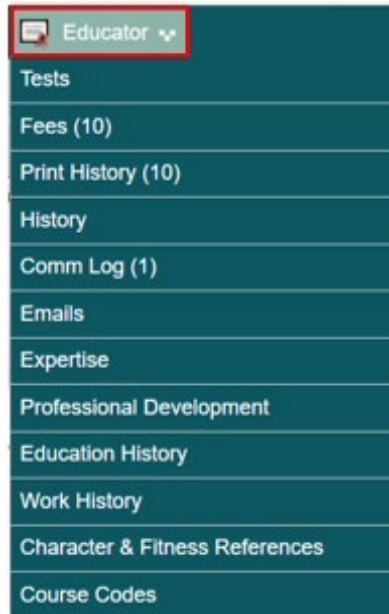 Educator
Tests
Fees (10)
Print History (10)
History
Comm Log (1)
Emails
Expertise
Professional Development
Education History
Work History
Character & Fitness References
Course Codes